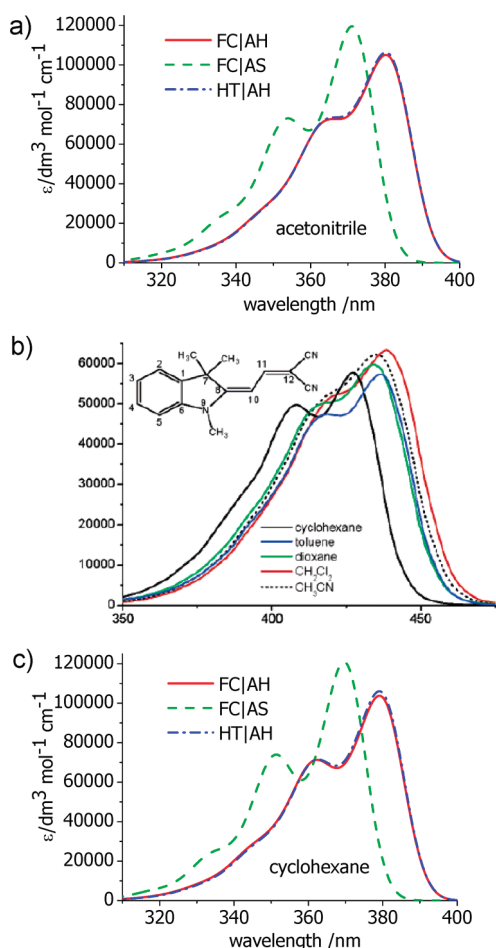 a)
FC|AH
FC|AS
HT|AH
120000
100000
80000
60000
40000
20000
0
ε/dm³ mol⁻¹ cm⁻¹
acetonitrile
320 340 360 380 400
wavelength /nm
b)
60000
50000
40000
30000
20000
10000
0
H₃C CH₃
CN
CN
CH₃
1 2 3 4 5 6 7 8 9 10 11 12
N
cyclohexane
toluene
dioxane
CH₂Cl₂
CH₃CN
350 400 450
c)
FC|AH
FC|AS
HT|AH
120000
100000
80000
60000
40000
20000
0
ε/dm³ mol⁻¹ cm⁻¹
cyclohexane
320 340 360 380 400
wavelength /nm